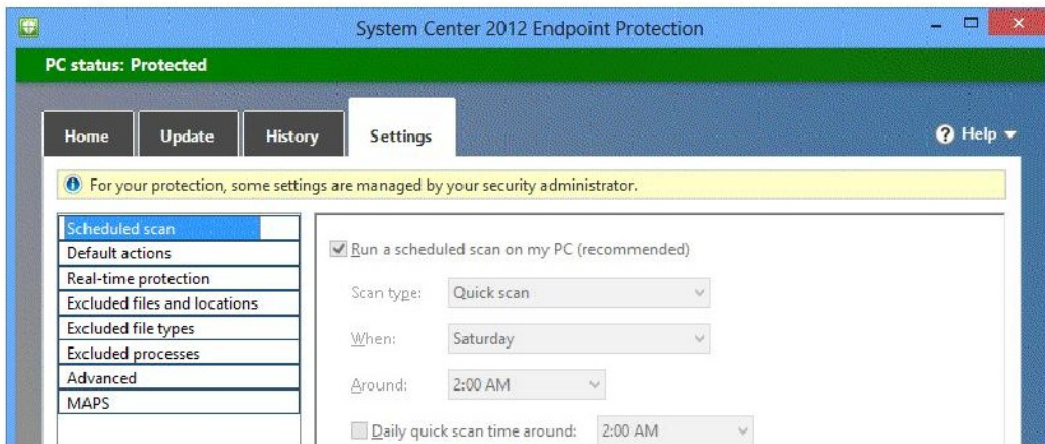 System Center 2012 Endpoint Protection
PC status: Protected
Home Update History Settings Help
For your protection, some settings are managed by your security administrator.
Scheduled scan
Default actions
Real-time protection
Excluded files and locations
Excluded file types
Excluded processes
Advanced
MAPS
Run a scheduled scan on my PC (recommended)
Scan type: Quick scan
When: Saturday
Around: 2:00 AM
Daily quick scan time around: 2:00 AM